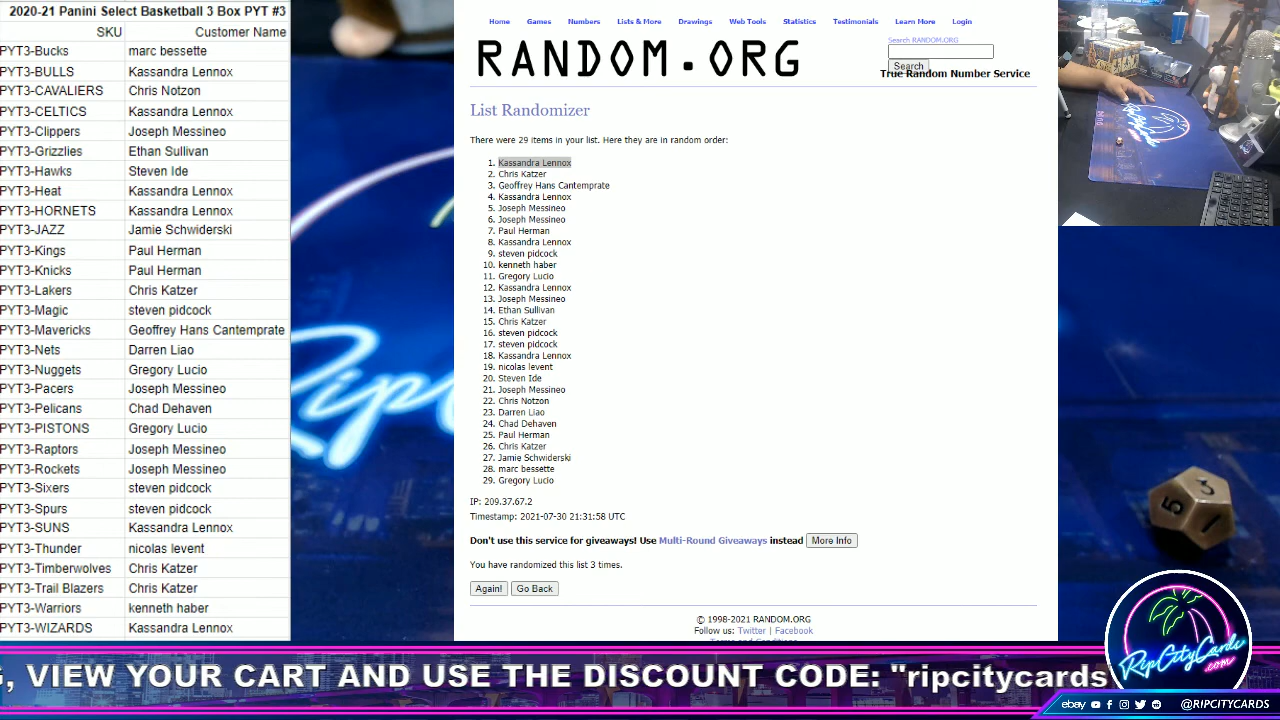 2020-21 Panini Select Basketball 3 Box PYT #3
SKU Customer Name
PYT3-Bucks marc bessette
PYT3-BULLS Kassandra Lennox
PYT3-CAVALIERS Chris Notzon
PYT3-CELTICS Kassandra Lennox
PYT3-Clippers Joseph Messineo
PYT3-Grizzlies Ethan Sullivan
PYT3-Hawks Steven Ide
PYT3-Heat Kassandra Lennox
PYT3-HORNETS Kassandra Lennox
PYT3-JAZZ Jamie Schwiderski
PYT3-Kings Paul Herman
PYT3-Knicks Paul Herman
PYT3-Lakers Chris Katzer
PYT3-Magic steven pidcock
PYT3-Mavericks Geoffrey Hans Cantemprate
PYT3-Nets Darren Liao
PYT3-Nuggets Gregory Lucio
PYT3-Pacers Joseph Messineo
PYT3-Pelicans Chad Dehaven
PYT3-PISTONS Gregory Lucio
PYT3-Raptors Joseph Messineo
PYT3-Rockets Joseph Messineo
PYT3-Sixers steven pidcock
PYT3-Spurs steven pidcock
PYT3-SUNS Kassandra Lennox
PYT3-Thunder nicolas levent
PYT3-Timberwolves Chris Katzer
PYT3-Trail Blazers Chris Katzer
PYT3-Warriors kenneth haber
PYT3-WIZARDS Kassandra Lennox
Home Games Numbers Lists & More Drawings Web Tools Statistics Testimonials Learn More Login
RANDOM.ORG
Search RANDOM.ORG
Search
True Random Number Service
List Randomizer
There were 29 items in your list. Here they are in random order:
1. Kassandra Lennox
2. Chris Katzer
3. Geoffrey Hans Cantemprate
4. Kassandra Lennox
5. Joseph Messineo
6. Joseph Messineo
7. Paul Herman
8. Kassandra Lennox
9. steven pidcock
10. kenneth haber
11. Gregory Lucio
12. Kassandra Lennox
13. Joseph Messineo
14. Ethan Sullivan
15. Chris Katzer
16. steven pidcock
17. steven pidcock
18. Kassandra Lennox
19. nicolas levent
20. Steven Ide
21. Joseph Messineo
22. Chris Notzon
23. Darren Liao
24. Chad Dehaven
25. Paul Herman
26. Chris Katzer
27. Jamie Schwiderski
28. marc bessette
29. Gregory Lucio
IP: 209.37.67.2
Timestamp: 2021-07-30 21:31:58 UTC
Don't use this service for giveaways! Use Multi-Round Giveaways instead More Info
You have randomized this list 3 times.
Again! Go Back
© 1998-2021 RANDOM.ORG
Follow us: Twitter | Facebook
Terms and Conditions
, VIEW YOUR CART AND USE THE DISCOUNT CODE: "ripcitycards
RipCityCards
.com
ebay @RIPCITYCARDS
5
1